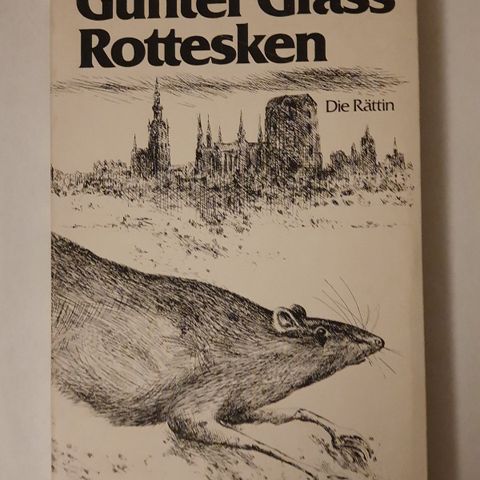 Günter Grass
Rottesken
Die Rättin